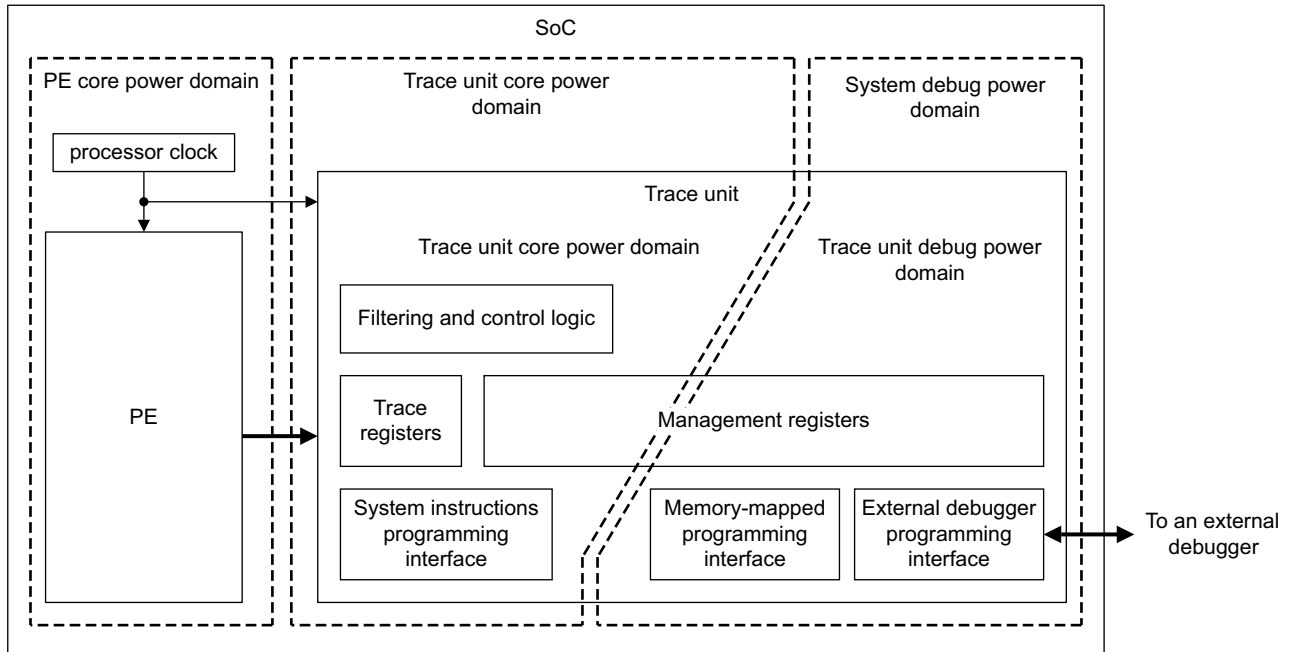 SoC
PE core power domain
Trace unit core power
domain
System debug power
domain
processor clock
Trace unit
Trace unit core power domain
Trace unit debug power
domain
Filtering and control logic
PE
Trace
registers
Management registers
System instructions
programming
interface
Memory-mapped
programming
interface
External debugger
programming
interface
To an external
debugger